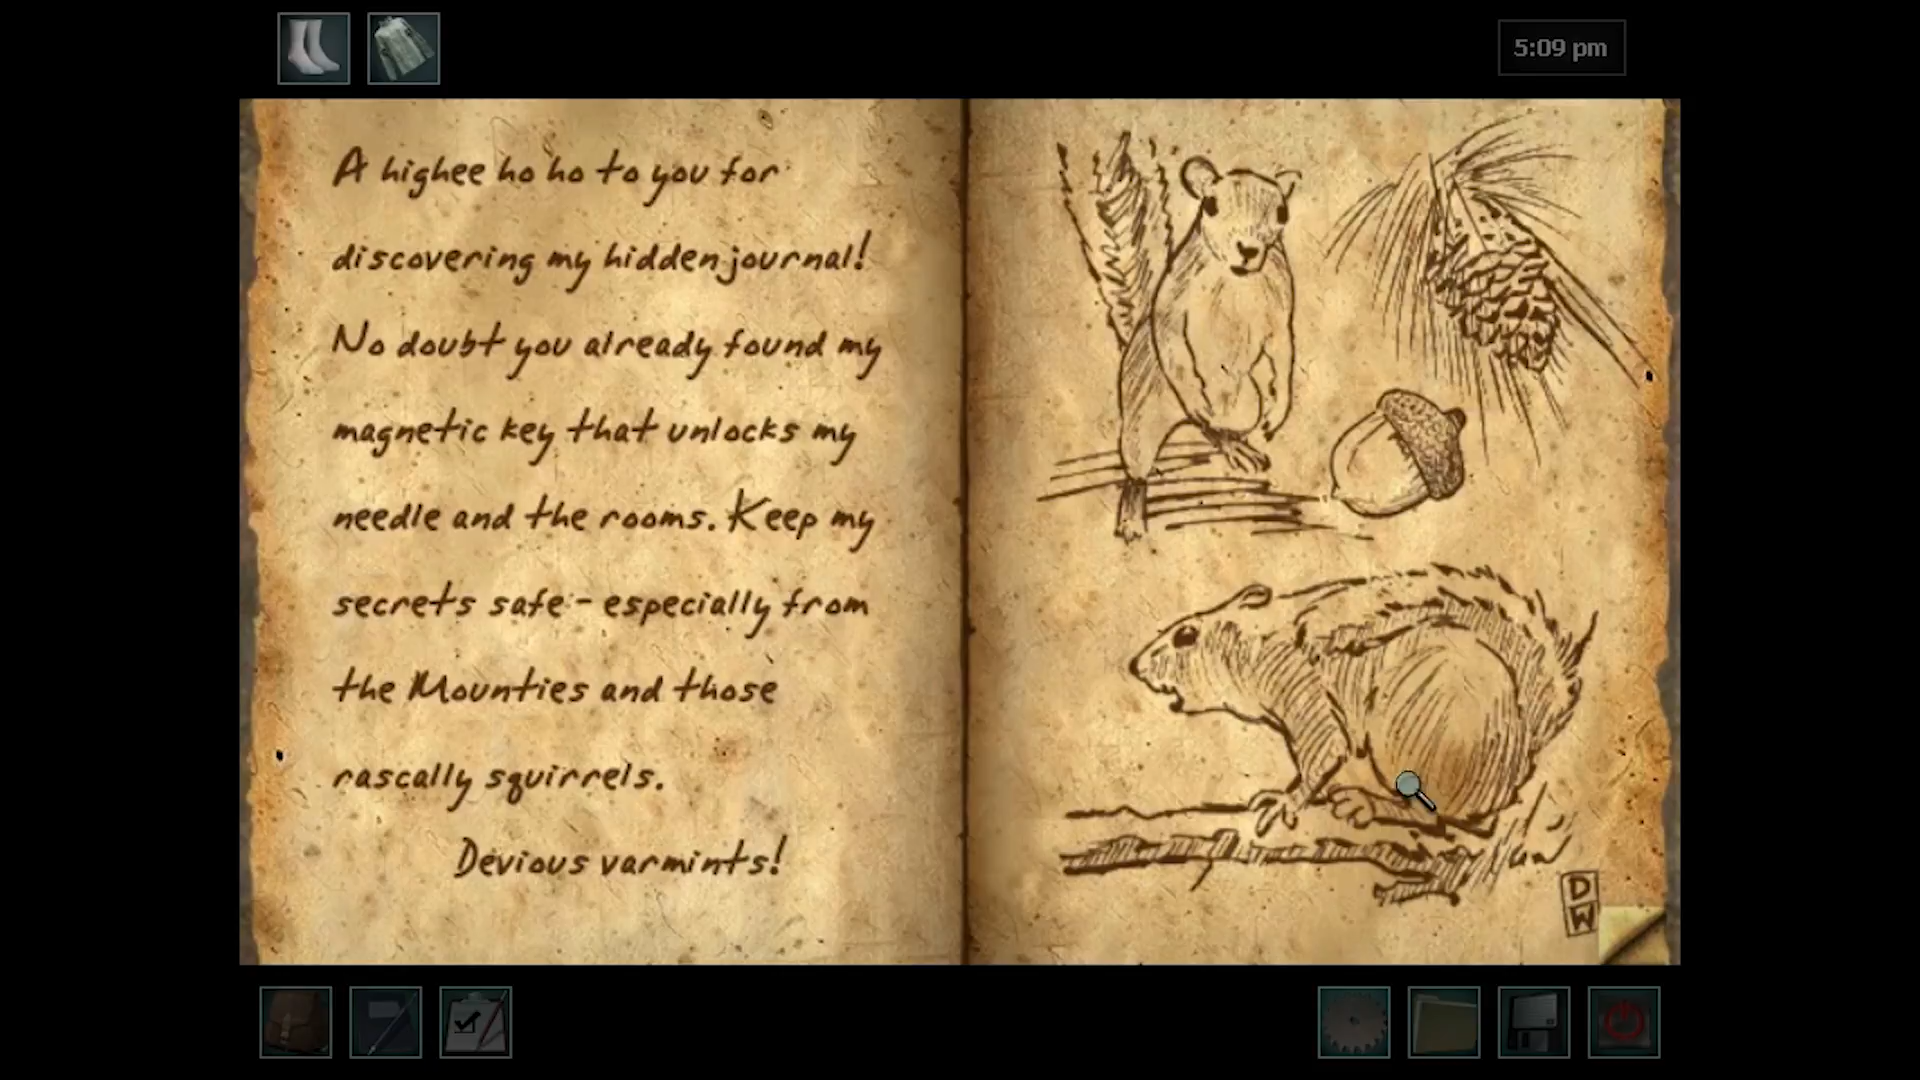 5:09 pm
A highee ho ho to you for
discovering my hidden journal!
No doubt you already found my
magnetic key that unlocks my
needle and the rooms. Keep my
secrets safe - especially from
the Mounties and those
rascally squirrels.
Devious varmints!
D
W